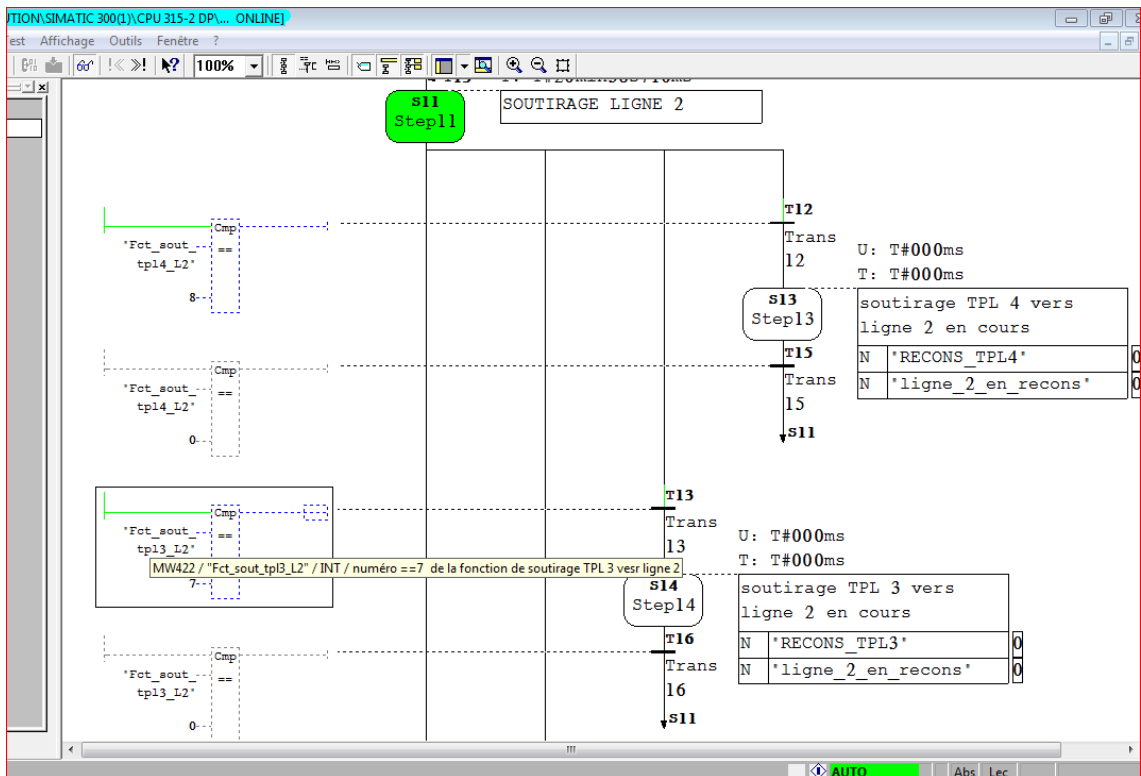 UTION\SIMATIC 300(1)\CPU 315-2 DP\... ONLINE]
est Affichage Outils Fenêtre ?
100%
S11
Step11
SOUTIRAGE LIGNE 2
T12
Trans
12
Cmp
==
"Fct_sout_
tpl4_L2"
8
U: T#000ms
T: T#000ms
S13
Step13
soutirage TPL 4 vers
ligne 2 en cours
N "RECONS_TPL4" 0
N "ligne_2_en_recons" 0
T15
Trans
15
S11
Cmp
==
"Fct_sout_
tpl4_L2"
0
T13
Trans
13
Cmp
==
"Fct_sout_
tpl3_L2"
MW422 / "Fct_sout_tpl3_L2" / INT / numéro ==7 de la fonction de soutirage TPL 3 vesr ligne 2
7
U: T#000ms
T: T#000ms
S14
Step14
soutirage TPL 3 vers
ligne 2 en cours
N "RECONS_TPL3" 0
N "ligne_2_en_recons" 0
T16
Trans
16
S11
Cmp
==
"Fct_sout_
tpl3_L2"
0
AUTO Abs Lec